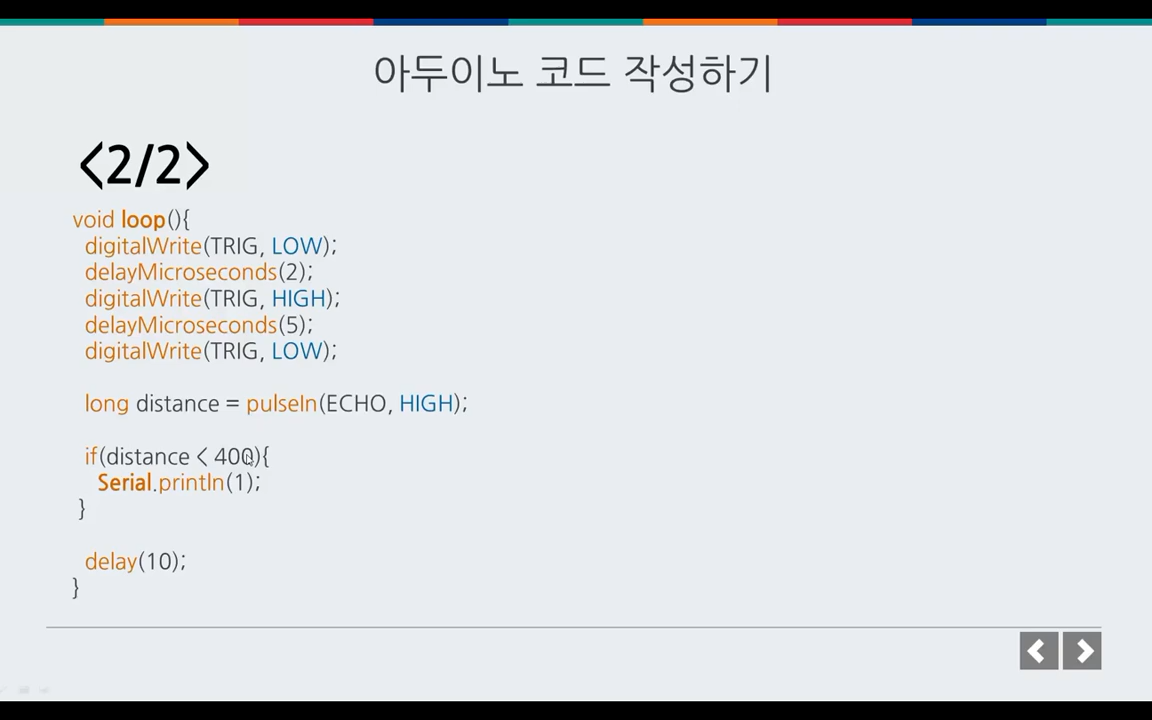 아두이노 코드 작성하기
<2/2>
void loop(){
digitalWrite(TRIG, LOW);
delayMicroseconds(2);
digitalWrite(TRIG, HIGH);
delayMicroseconds(5);
digitalWrite(TRIG, LOW);
long distance = pulseIn(ECHO, HIGH);
if(distance < 400){
Serial.println(1);
}
delay(10);
}